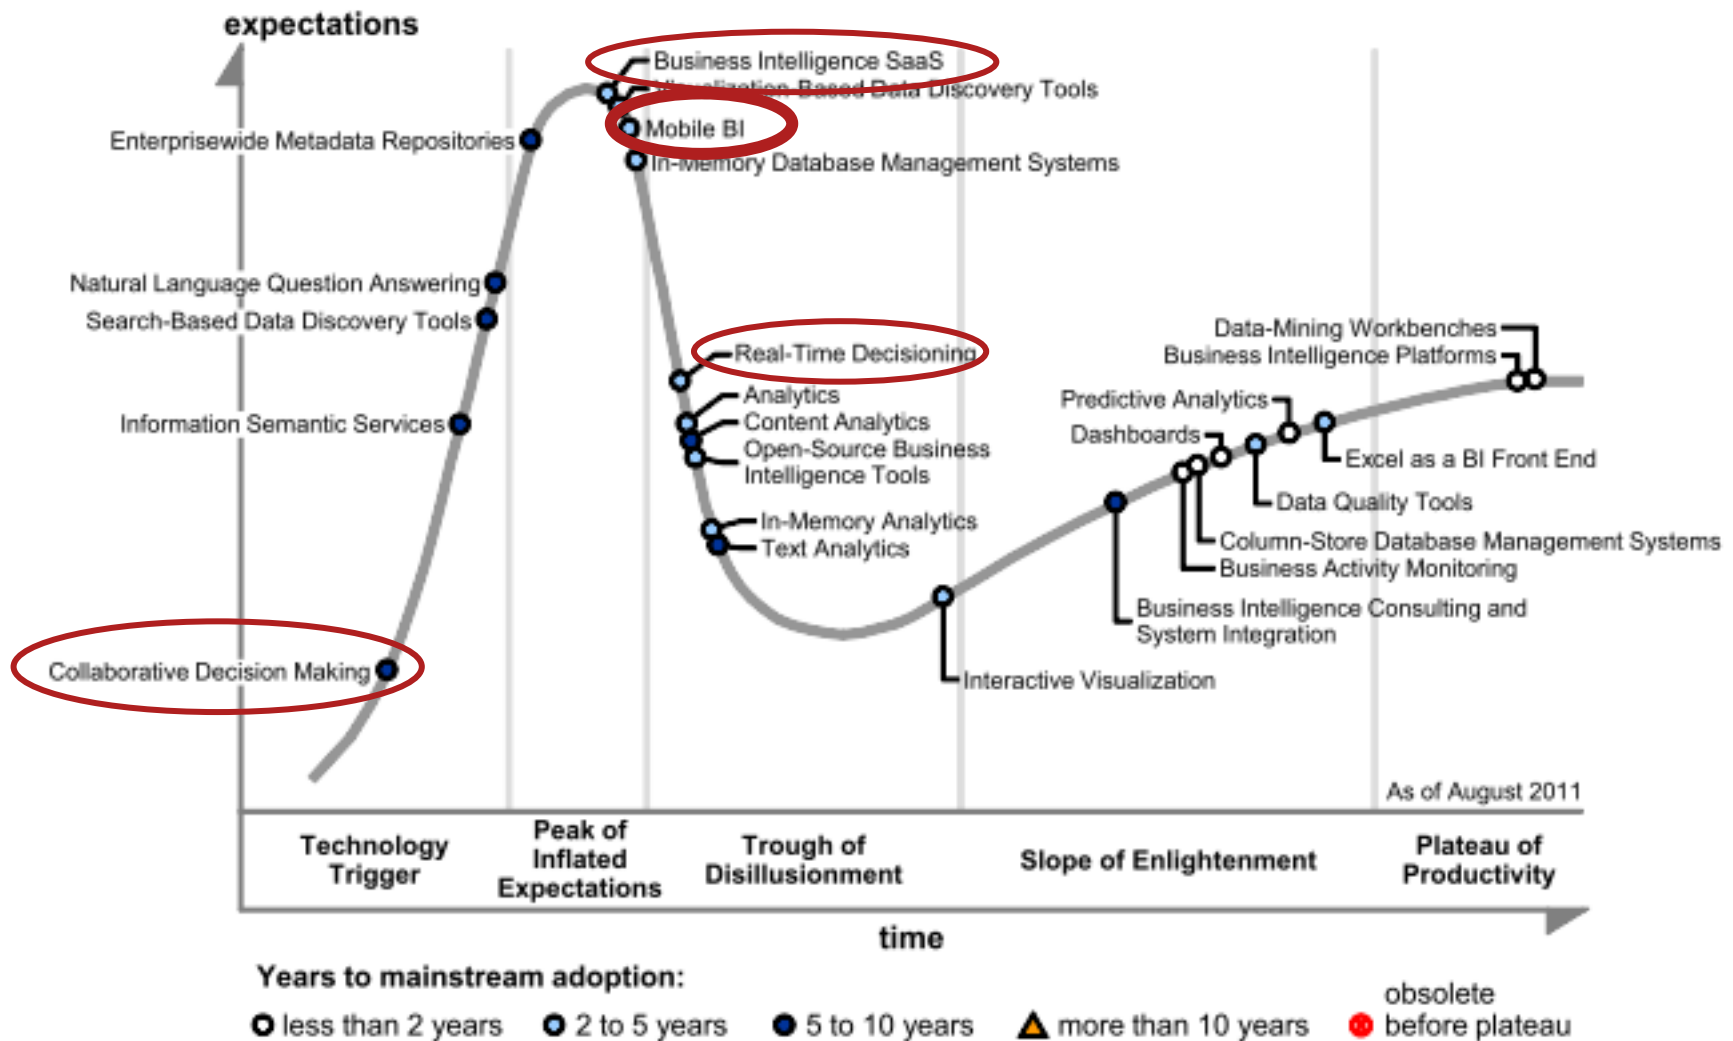 expectations
Business Intelligence SaaS
Visualization-Based Data Discovery Tools
Mobile BI
Enterprisewide Metadata Repositories
In-Memory Database Management Systems
Natural Language Question Answering
Search-Based Data Discovery Tools
Real-Time Decisioning
Analytics
Information Semantic Services
Content Analytics
Open-Source Business
Intelligence Tools
In-Memory Analytics
Text Analytics
Collaborative Decision Making
Data-Mining Workbenches
Business Intelligence Platforms
Predictive Analytics
Dashboards
Excel as a BI Front End
Data Quality Tools
Column-Store Database Management Systems
Business Activity Monitoring
Business Intelligence Consulting and
System Integration
Interactive Visualization
As of August 2011
Technology
Trigger
Peak of
Inflated
Expectations
Trough of
Disillusionment
Slope of Enlightenment
Plateau of
Productivity
time
Years to mainstream adoption:
less than 2 years
2 to 5 years
5 to 10 years
more than 10 years
obsolete
before plateau